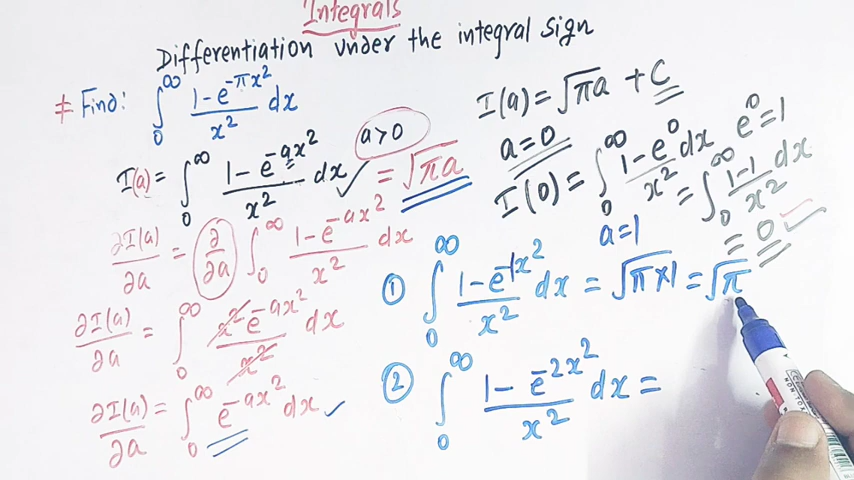 Integrals
Differentiation under the integral sign
≠ Find: ∫₀^∞ (1-e^(-πx²))/x² dx
I(a) = ∫₀^∞ (1-e^(-ax²))/x² dx ✓ = √πa
a>0
∂I(a)/∂a = ∂/∂a ∫₀^∞ (1-e^(-ax²))/x² dx
∂I(a)/∂a = ∫₀^∞ (x²e^(-ax²))/x² dx
∂I(a)/∂a = ∫₀^∞ e^(-ax²) dx ✓
I(a) = √πa + C
a=0
e⁰=1
I(0) = ∫₀^∞ (1-e⁰)/x² dx = ∫₀^∞ (1-1)/x² dx
= 0 ✓
a=1
① ∫₀^∞ (1-e^(-1x²))/x² dx = √π×1 = √π
② ∫₀^∞ (1-e^(-2x²))/x² dx =